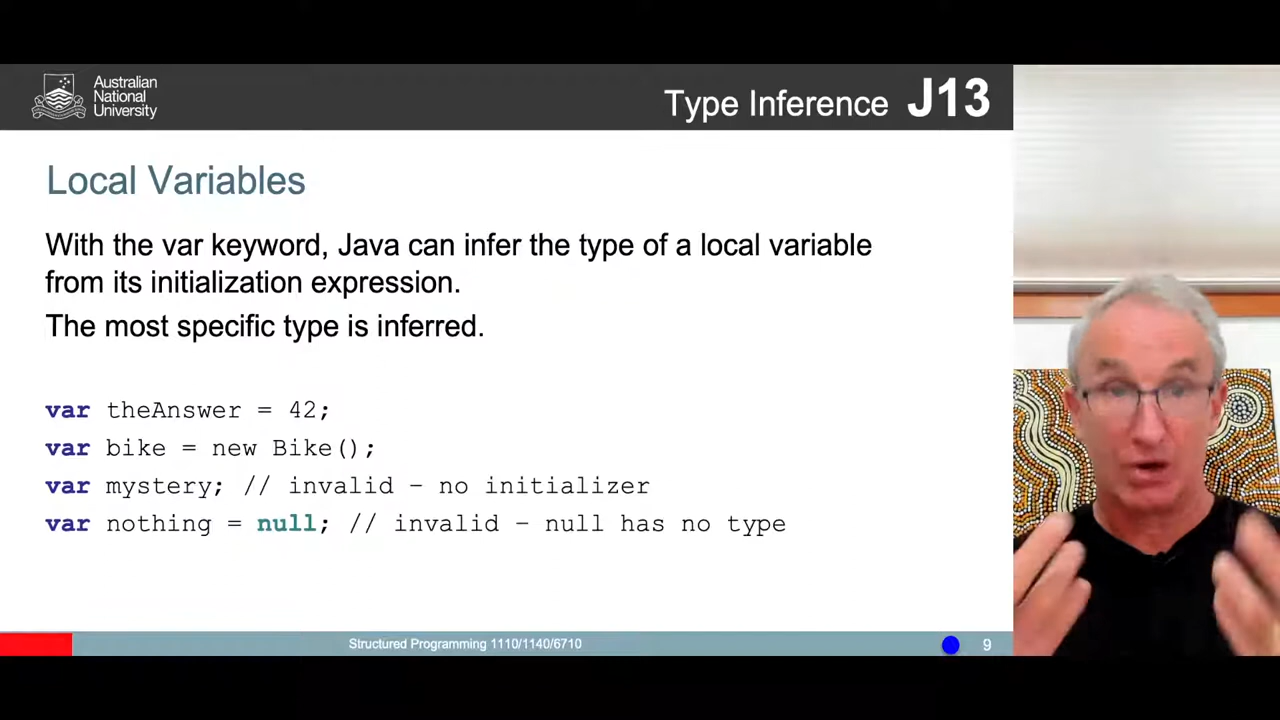 Australian
National
University
Type Inference J13
Local Variables
With the var keyword, Java can infer the type of a local variable
from its initialization expression.
The most specific type is inferred.
var theAnswer = 42;
var bike = new Bike();
var mystery; // invalid – no initializer
var nothing = null; // invalid – null has no type
Structured Programming 1110/1140/6710
9